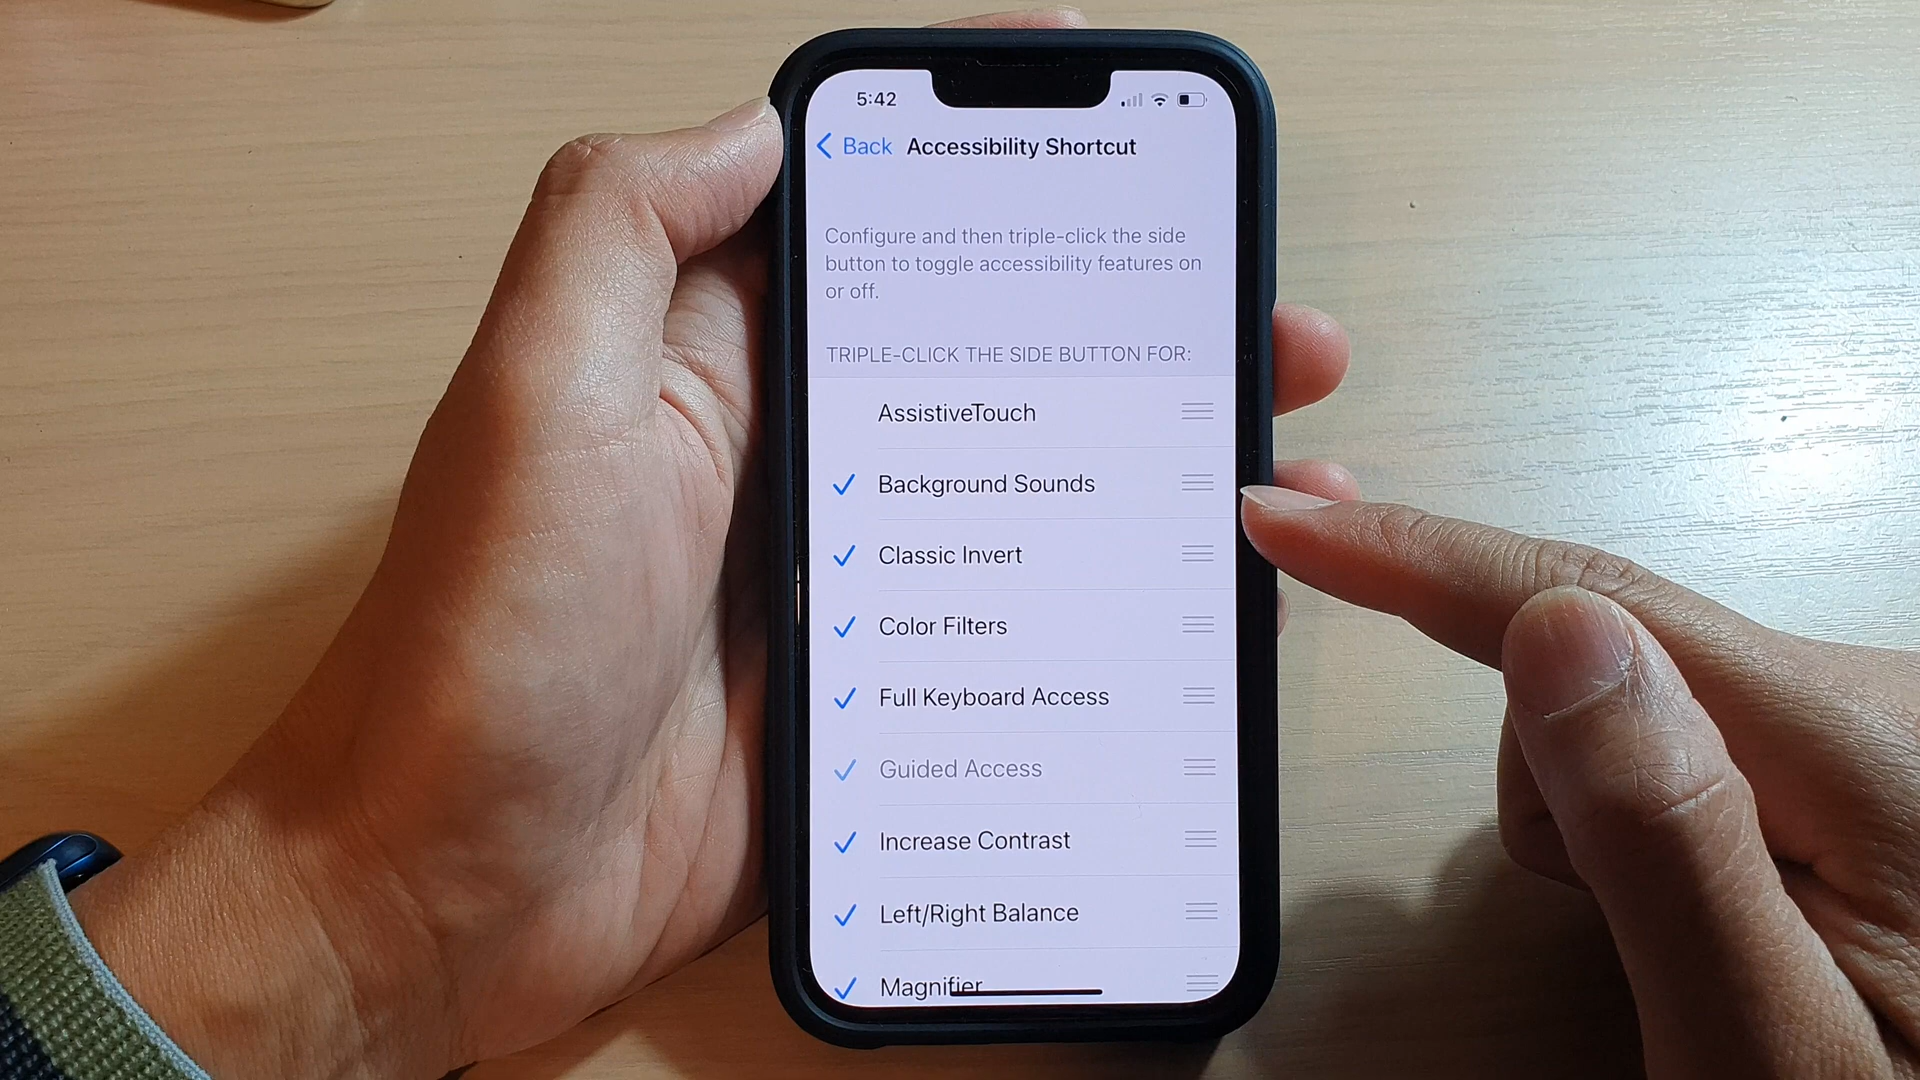 5:42
Back Accessibility Shortcut
Configure and then triple-click the side
button to toggle accessibility features on
or off.
TRIPLE-CLICK THE SIDE BUTTON FOR:
AssistiveTouch
Background Sounds
Classic Invert
Color Filters
Full Keyboard Access
Guided Access
Increase Contrast
Left/Right Balance
Magnifier